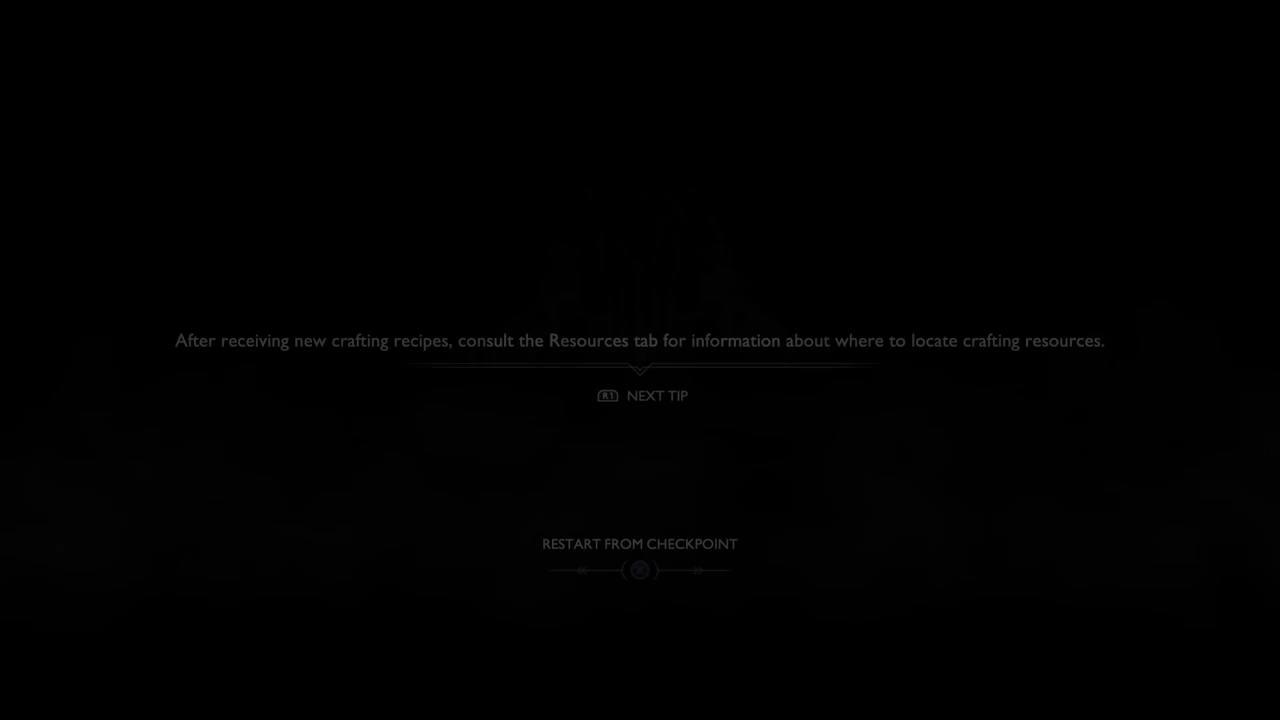 After receiving new crafting recipes, consult the Resources tab for information about where to locate crafting resources.
R1 NEXT TIP
RESTART FROM CHECKPOINT